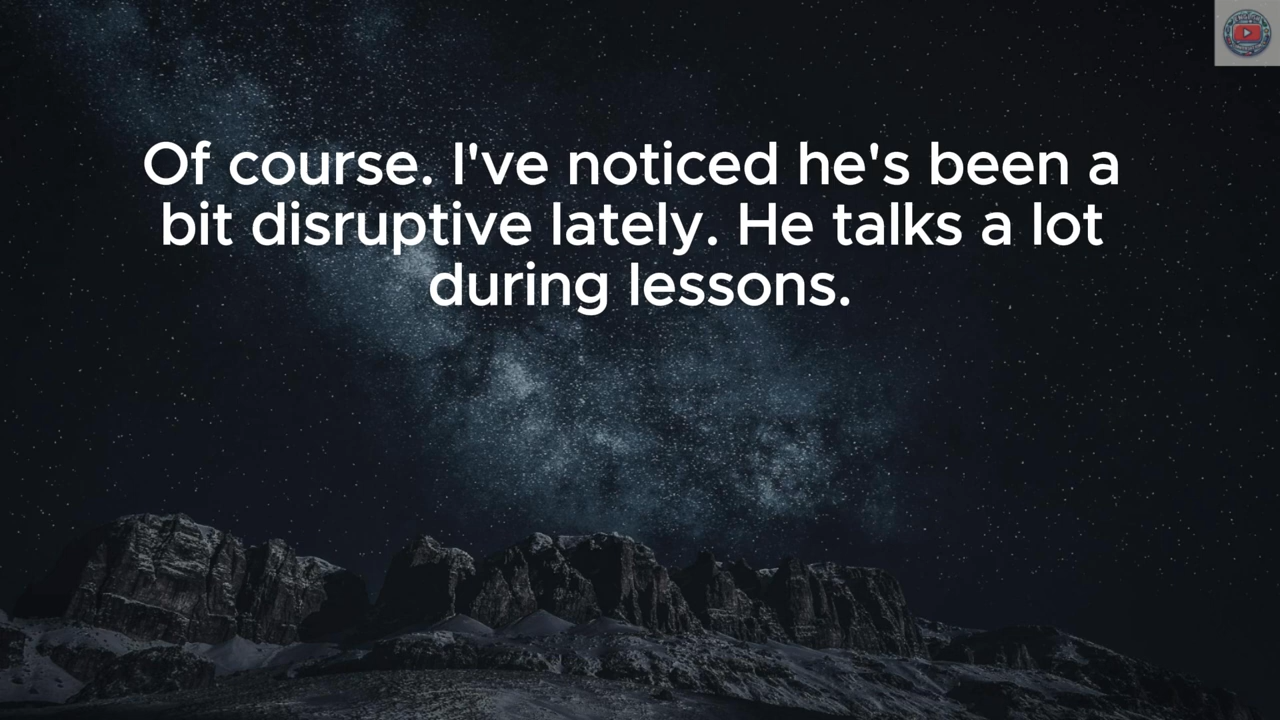 Of course. I've noticed he's been a
bit disruptive lately. He talks a lot
during lessons.